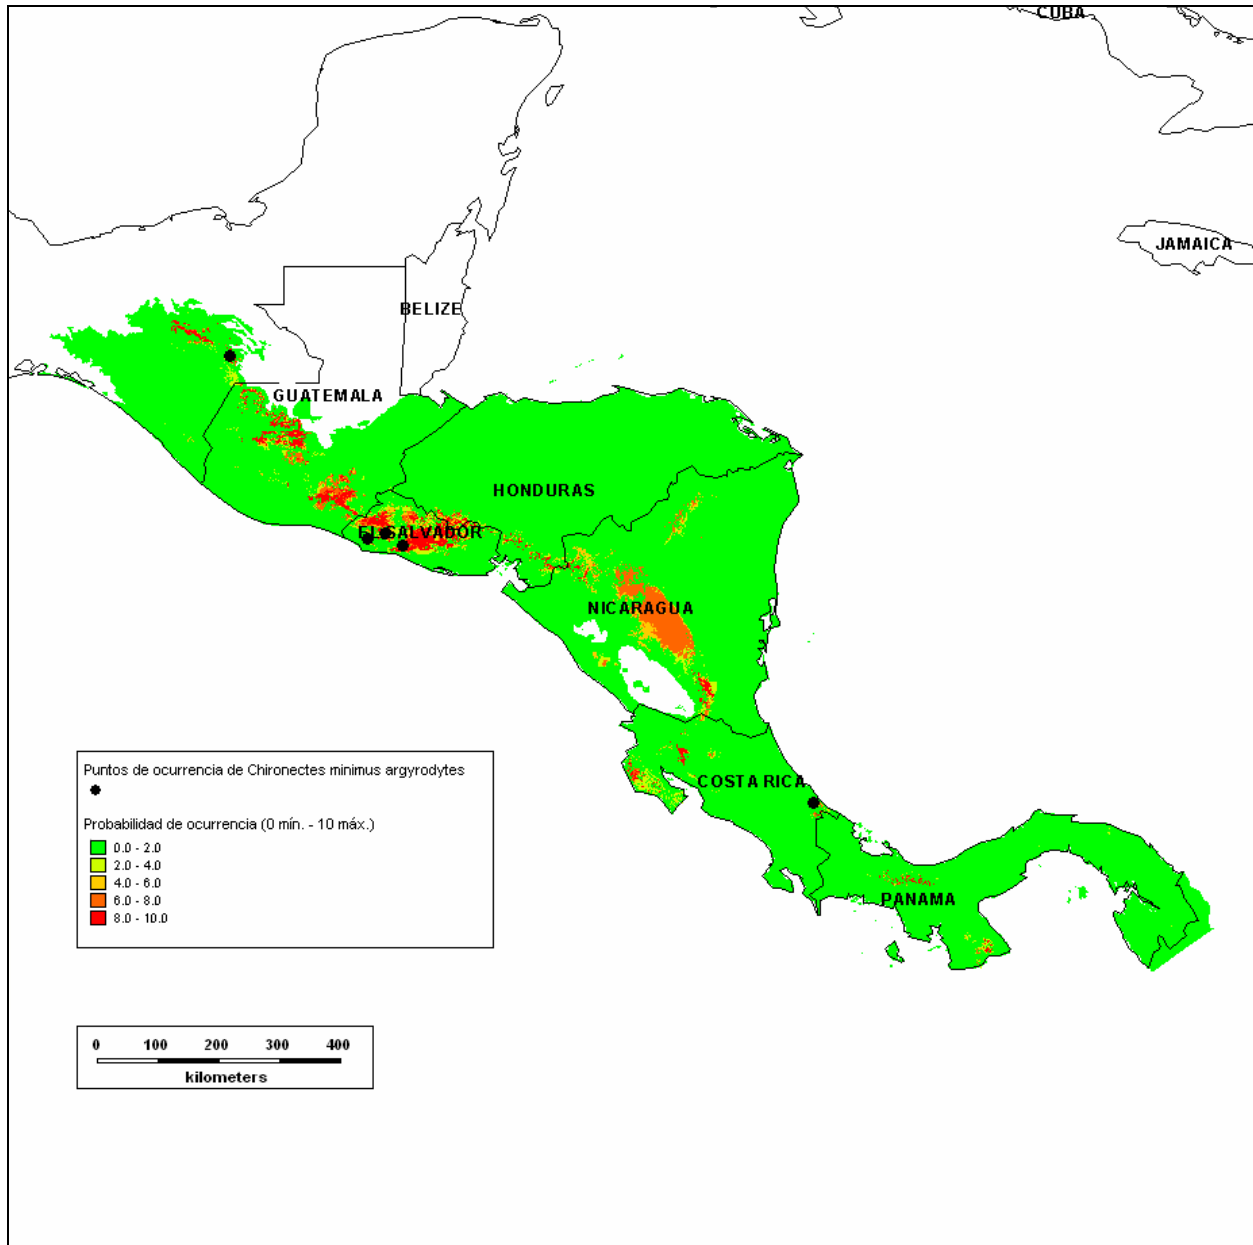 CUBA
JAMAICA
BELIZE
GUATEMALA
HONDURAS
EL SALVADOR
NICARAGUA
COSTA RICA
PANAMA
Puntos de ocurrencia de Chironectes minimus argyrodytes
Probabilidad de ocurrencia (0 mín. - 10 máx.)
0.0 - 2.0
2.0 - 4.0
4.0 - 6.0
6.0 - 8.0
8.0 - 10.0
0 100 200 300 400
kilometers